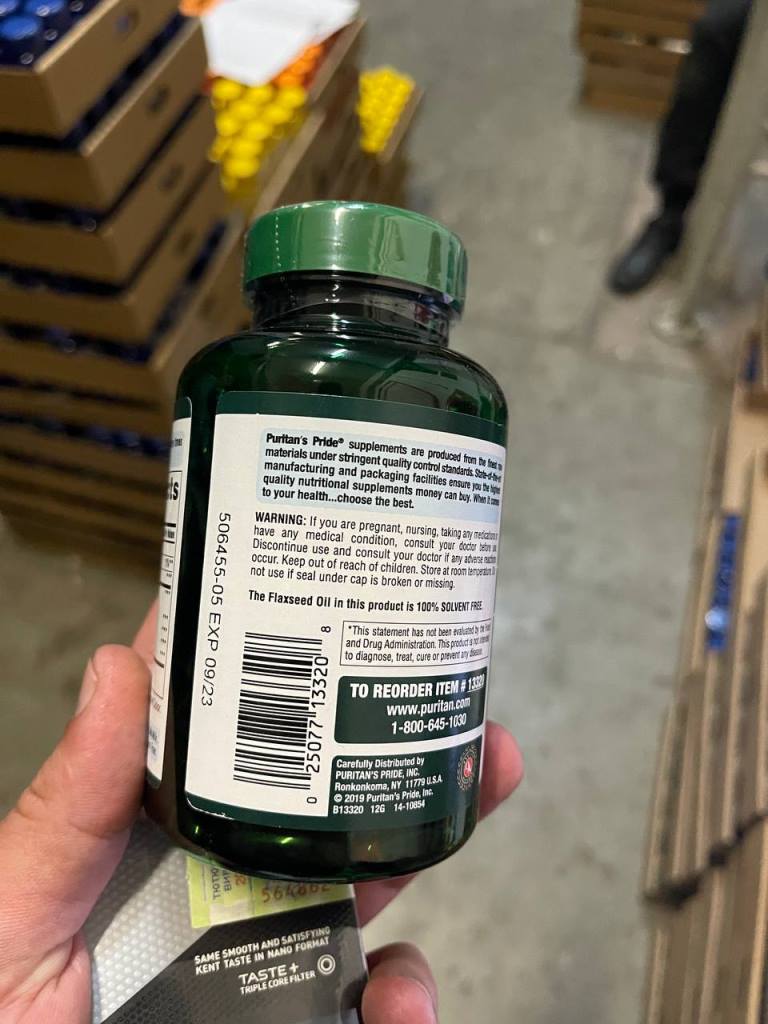 Puritan's Pride® supplements are produced from the finest
materials under stringent quality control standards. State-of-the-art
manufacturing and packaging facilities ensure you the highest
quality nutritional supplements money can buy. When it comes
to your health...choose the best.
WARNING: If you are pregnant, nursing, taking any medications
have any medical condition, consult your doctor before
Discontinue use and consult your doctor if any adverse reactions
occur. Keep out of reach of children. Store at room temperature.
not use if seal under cap is broken or missing.
The Flaxseed Oil in this product is 100% SOLVENT FREE.
*This statement has not been evaluated by the Food
and Drug Administration. This product is not intended
to diagnose, treat, cure or prevent any disease.
506455-05 EXP 09/23
0 25077 13320 8
TO REORDER ITEM # 13320
www.puritan.com
1-800-645-1030
Carefully Distributed by
PURITAN'S PRIDE, INC.
Ronkonkoma, NY 11779 U.S.A.
© 2019 Puritan's Pride, Inc.
B13320 12G 14-10854
SAME SMOOTH AND SATISFYING
KENT TASTE IN NANO FORMAT
TASTE+
TRIPLE CORE FILTER